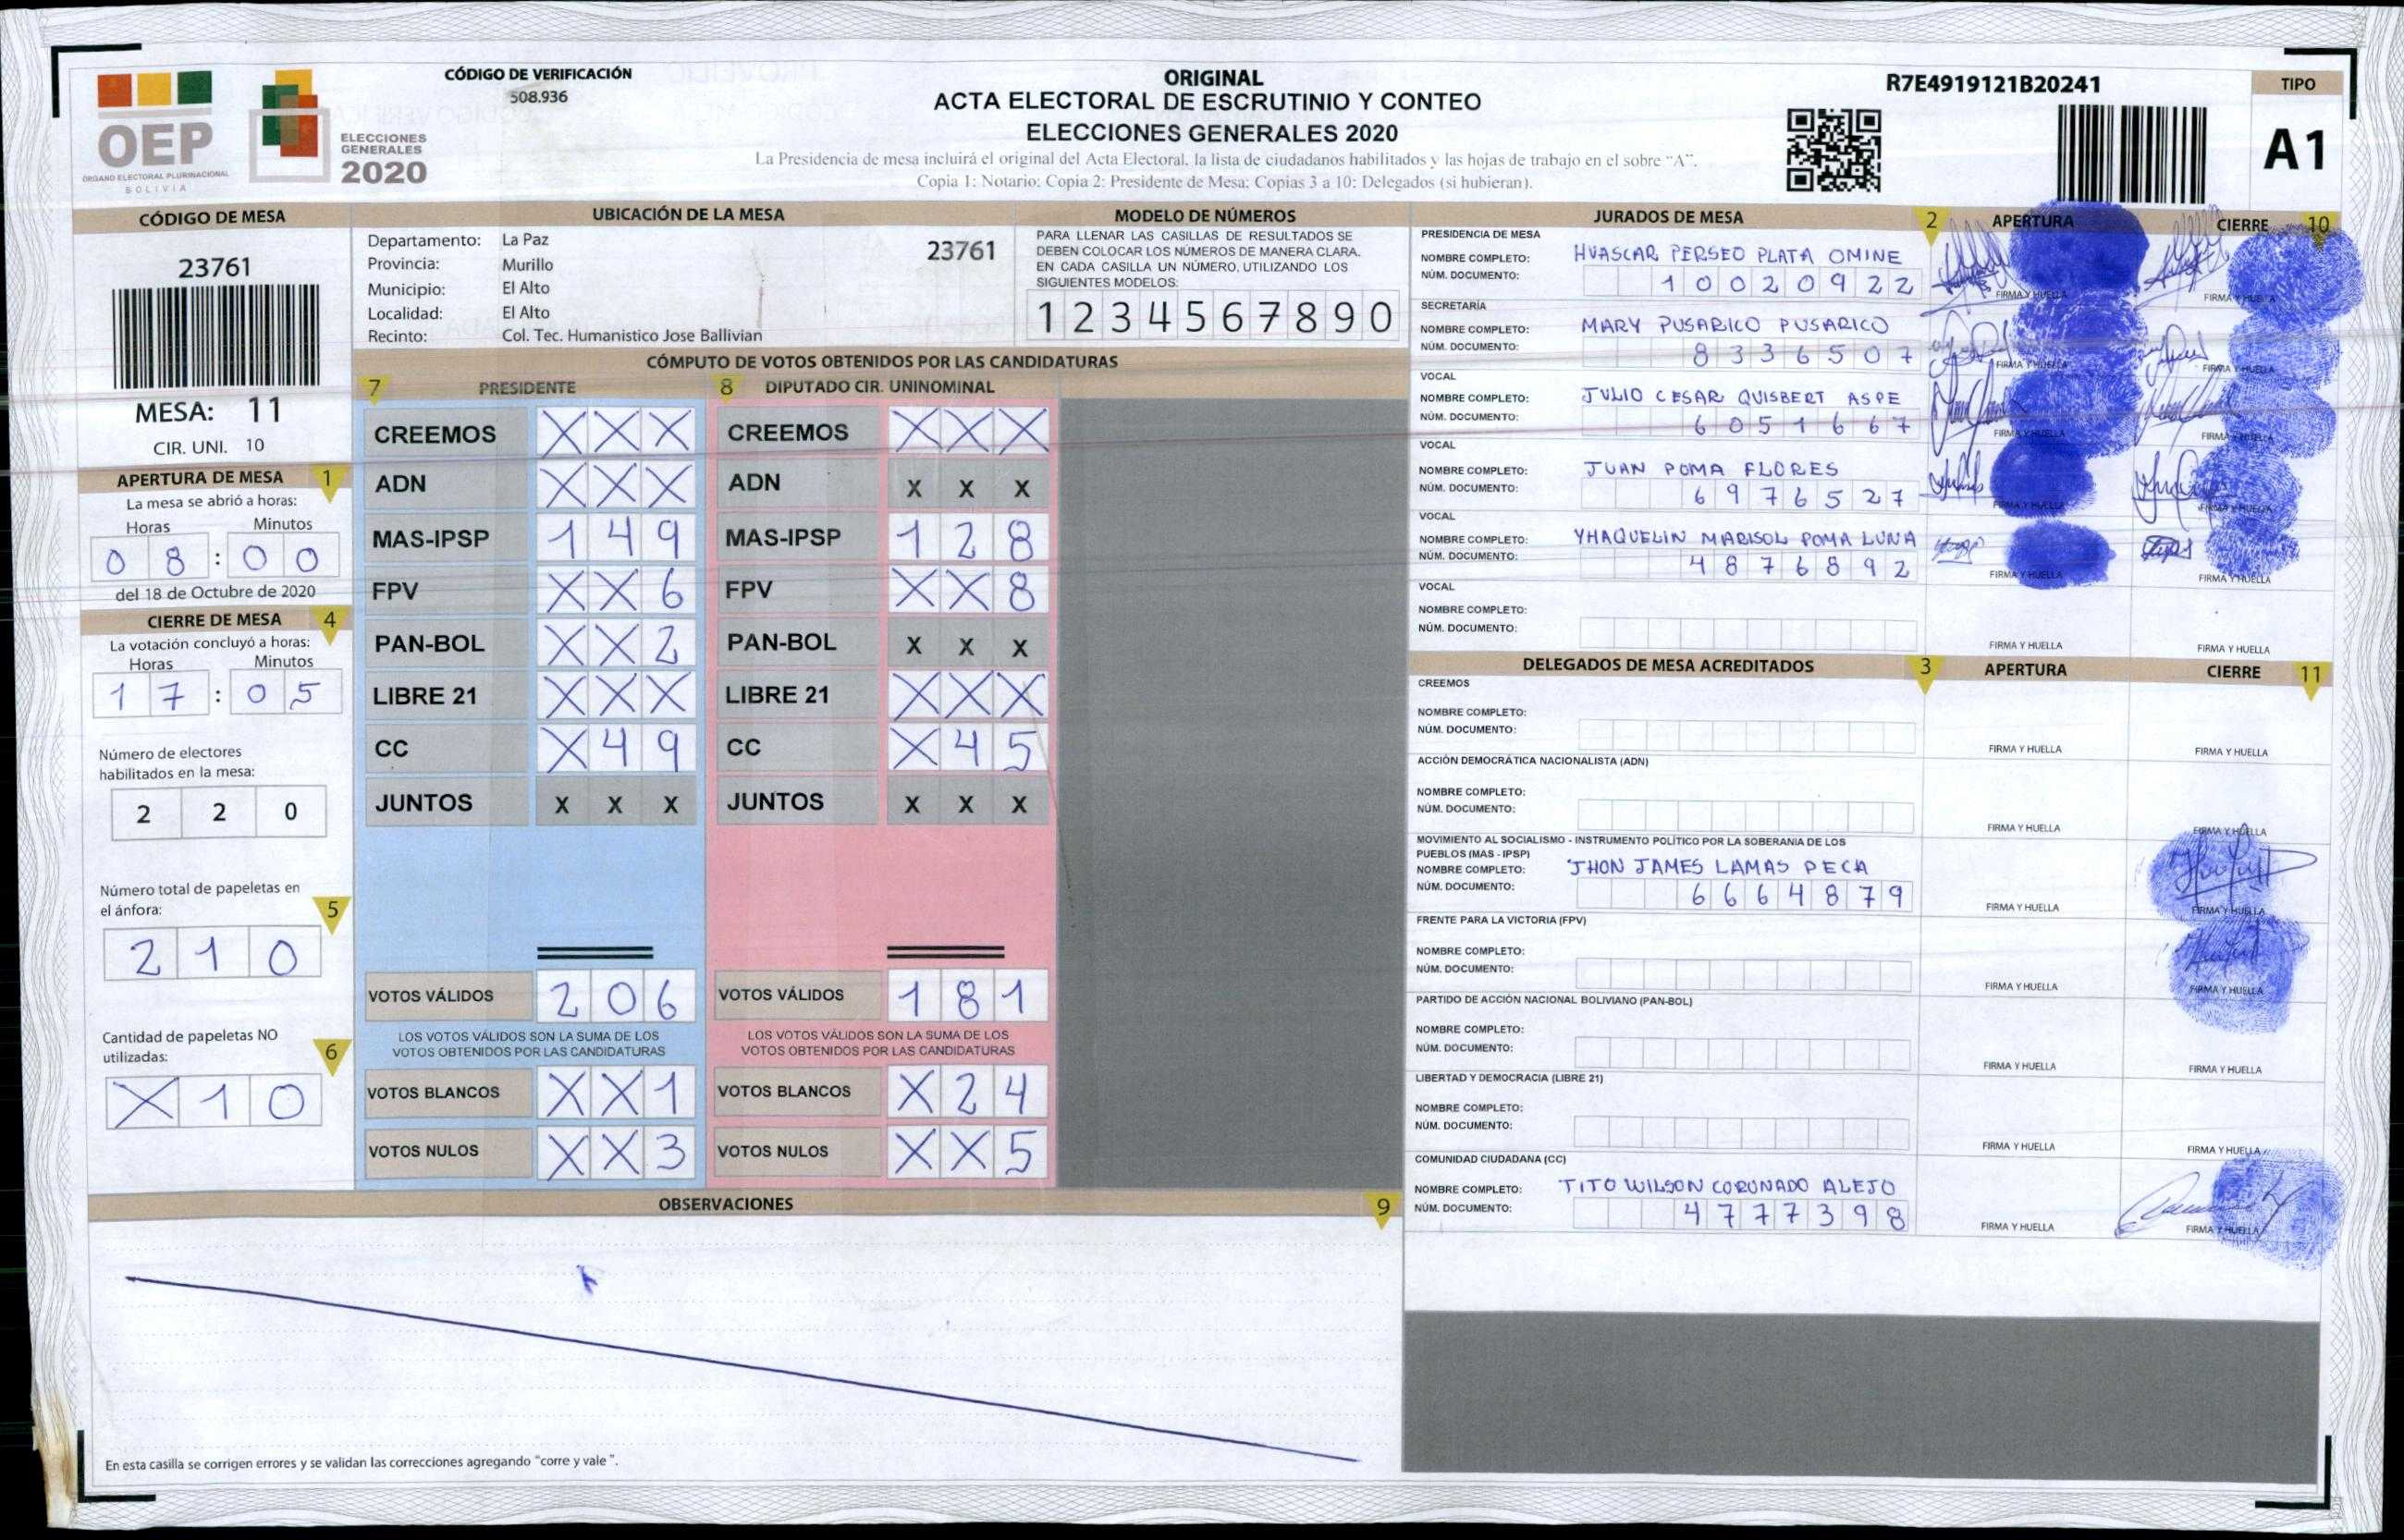 CÓDIGO DE VERIFICACIÓN
508.936
OEP
ÓRGANO ELECTORAL PLURINACIONAL
BOLIVIA
ELECCIONES
GENERALES
2020
ORIGINAL
ACTA ELECTORAL DE ESCRUTINIO Y CONTEO
ELECCIONES GENERALES 2020
La Presidencia de mesa incluirá el original del Acta Electoral, la lista de ciudadanos habilitados y las hojas de trabajo en el sobre "A".
Copia 1: Notario; Copia 2: Presidente de Mesa; Copias 3 a 10: Delegados (si hubieran).
R7E4919121B20241
TIPO
A1
CÓDIGO DE MESA
23761
MESA: 11
CIR. UNI. 10
APERTURA DE MESA 1
La mesa se abrió a horas:
Horas Minutos
0 8 : 0 0
del 18 de Octubre de 2020
CIERRE DE MESA 4
La votación concluyó a horas:
Horas Minutos
1 7 : 0 5
Número de electores
habilitados en la mesa:
2 2 0
Número total de papeletas en
el ánfora: 5
2 1 0
Cantidad de papeletas NO
utilizadas: 6
X 1 0
UBICACIÓN DE LA MESA
Departamento: La Paz
23761
Provincia: Murillo
Municipio: El Alto
Localidad: El Alto
Recinto: Col. Tec. Humanistico Jose Ballivian
MODELO DE NÚMEROS
PARA LLENAR LAS CASILLAS DE RESULTADOS SE
DEBEN COLOCAR LOS NÚMEROS DE MANERA CLARA.
EN CADA CASILLA UN NÚMERO, UTILIZANDO LOS
SIGUIENTES MODELOS:
1 2 3 4 5 6 7 8 9 0
CÓMPUTO DE VOTOS OBTENIDOS POR LAS CANDIDATURAS
7 PRESIDENTE 8 DIPUTADO CIR. UNINOMINAL
CREEMOS X X X CREEMOS X X X
ADN X X X ADN X X X
MAS-IPSP 1 4 9 MAS-IPSP 1 2 8
FPV X X 6 FPV X X 8
PAN-BOL X X 2 PAN-BOL X X X
LIBRE 21 X X X LIBRE 21 X X X
CC X 4 9 CC X 4 5
JUNTOS X X X JUNTOS X X X
VOTOS VÁLIDOS 2 0 6 VOTOS VÁLIDOS 1 8 1
LOS VOTOS VÁLIDOS SON LA SUMA DE LOS LOS VOTOS VÁLIDOS SON LA SUMA DE LOS
VOTOS OBTENIDOS POR LAS CANDIDATURAS VOTOS OBTENIDOS POR LAS CANDIDATURAS
VOTOS BLANCOS X X 1 VOTOS BLANCOS X 2 4
VOTOS NULOS X X 3 VOTOS NULOS X X 5
OBSERVACIONES 9
En esta casilla se corrigen errores y se validan las correcciones agregando "corre y vale".
JURADOS DE MESA 2 APERTURA CIERRE 10
PRESIDENCIA DE MESA
NOMBRE COMPLETO: HUASCAR PERSEO PLATA OMINE
NÚM. DOCUMENTO: 1 0 0 2 0 9 2 2
FIRMA Y HUELLA FIRMA Y HUELLA
SECRETARÍA
NOMBRE COMPLETO: MARY PUSARICO PUSARICO
NÚM. DOCUMENTO: 8 3 3 6 5 0 7
FIRMA Y HUELLA FIRMA Y HUELLA
VOCAL
NOMBRE COMPLETO: JULIO CESAR QUISBERT ASPE
NÚM. DOCUMENTO: 6 0 5 1 6 6 7
FIRMA Y HUELLA FIRMA Y HUELLA
VOCAL
NOMBRE COMPLETO: JUAN POMA FLORES
NÚM. DOCUMENTO: 6 9 7 6 5 2 7
FIRMA Y HUELLA FIRMA Y HUELLA
VOCAL
NOMBRE COMPLETO: YHAQUELIN MARISOL POMA LUNA
NÚM. DOCUMENTO: 4 8 7 6 8 9 2
FIRMA Y HUELLA FIRMA Y HUELLA
VOCAL
NOMBRE COMPLETO:
NÚM. DOCUMENTO:
FIRMA Y HUELLA FIRMA Y HUELLA
DELEGADOS DE MESA ACREDITADOS 3 APERTURA CIERRE 11
CREEMOS
NOMBRE COMPLETO:
NÚM. DOCUMENTO:
FIRMA Y HUELLA FIRMA Y HUELLA
ACCIÓN DEMOCRÁTICA NACIONALISTA (ADN)
NOMBRE COMPLETO:
NÚM. DOCUMENTO:
FIRMA Y HUELLA FIRMA Y HUELLA
MOVIMIENTO AL SOCIALISMO - INSTRUMENTO POLÍTICO POR LA SOBERANIA DE LOS
PUEBLOS (MAS - IPSP)
NOMBRE COMPLETO: JHON JAMES LAMAS PECA
NÚM. DOCUMENTO: 6 6 6 4 8 7 9
FIRMA Y HUELLA FIRMA Y HUELLA
FRENTE PARA LA VICTORIA (FPV)
NOMBRE COMPLETO:
NÚM. DOCUMENTO:
FIRMA Y HUELLA FIRMA Y HUELLA
PARTIDO DE ACCIÓN NACIONAL BOLIVIANO (PAN-BOL)
NOMBRE COMPLETO:
NÚM. DOCUMENTO:
FIRMA Y HUELLA FIRMA Y HUELLA
LIBERTAD Y DEMOCRACIA (LIBRE 21)
NOMBRE COMPLETO:
NÚM. DOCUMENTO:
FIRMA Y HUELLA FIRMA Y HUELLA
COMUNIDAD CIUDADANA (CC)
NOMBRE COMPLETO: TITO WILSON CORONADO ALEJO
NÚM. DOCUMENTO: 4 7 7 7 3 9 8
FIRMA Y HUELLA FIRMA Y HUELLA